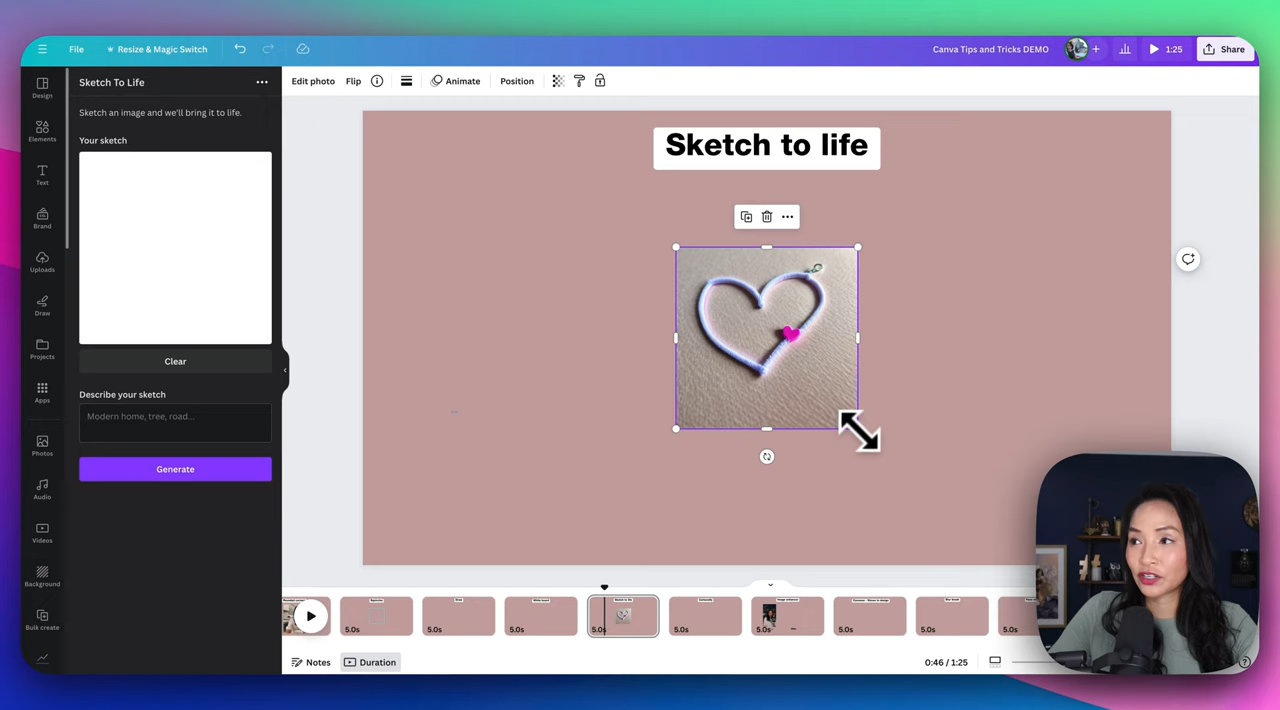 File
Resize & Magic Switch
Canva Tips and Tricks DEMO
1:25
Share
Design
Elements
Text
Brand
Uploads
Draw
Projects
Apps
Photos
Audio
Videos
Background
Bulk create
Sketch To Life
Sketch an image and we'll bring it to life.
Your sketch
Clear
Describe your sketch
Modern home, tree, road...
Generate
Edit photo
Flip
Animate
Position
Sketch to life
5.0s
5.0s
5.0s
5.0s
5.0s
5.0s
5.0s
5.0s
5.0s
Notes
Duration
0:46 / 1:25